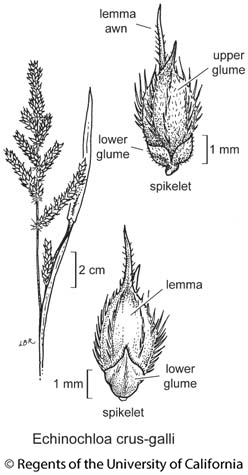 lemma
awn
upper
glume
lower
glume
1 mm
spikelet
2 cm
LBR
lemma
lower
glume
1 mm
spikelet
Echinochloa crus-galli
© Regents of the University of California